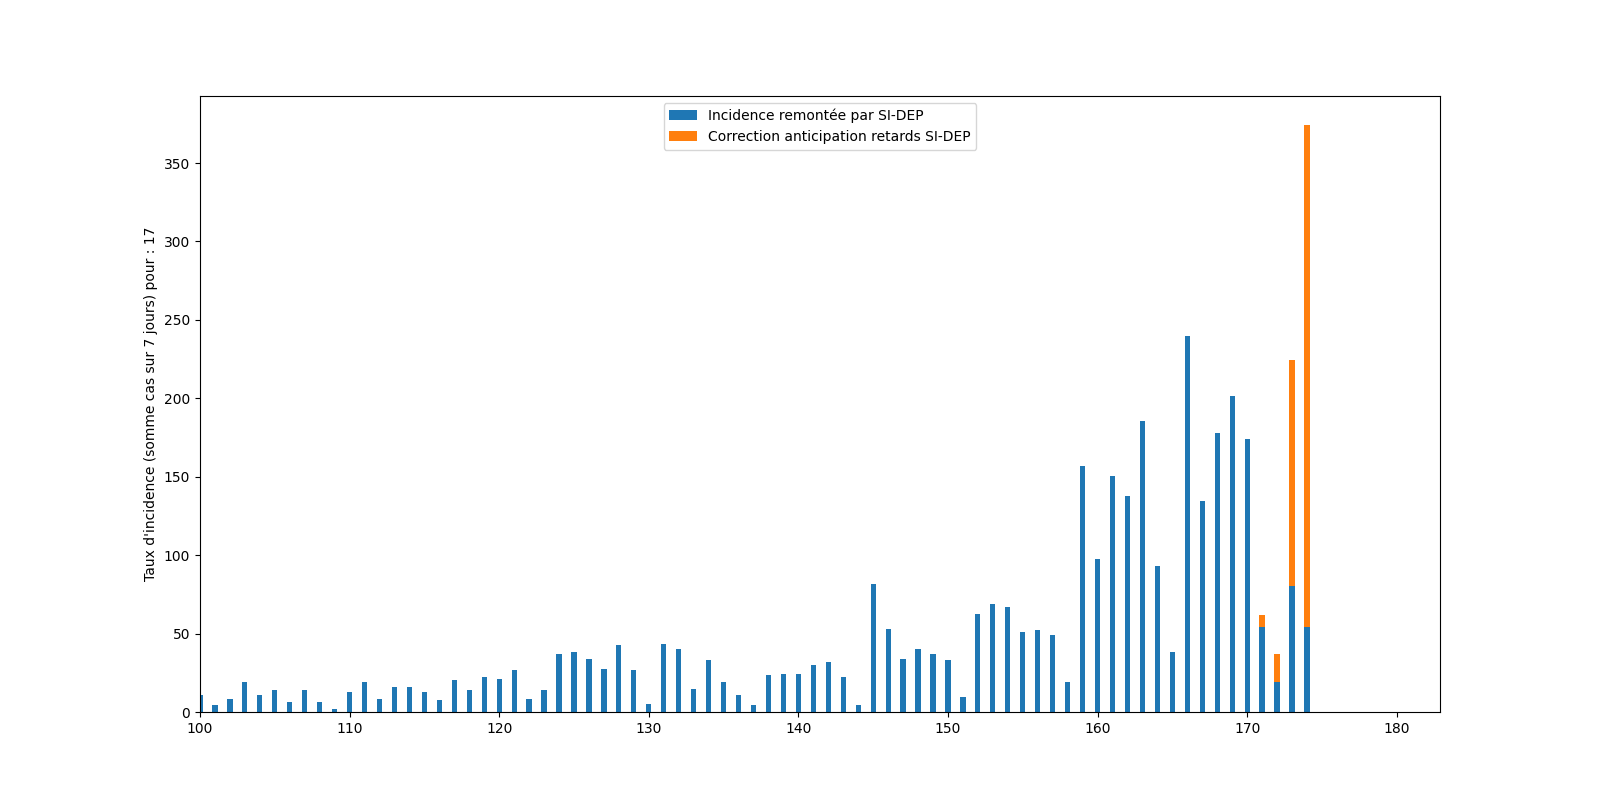 Incidence remontée par SI-DEP
Correction anticipation retards SI-DEP
Taux d'incidence (somme cas sur 7 jours) pour : 17
350
300
250
200
150
100
50
0
100 110 120 130 140 150 160 170 180